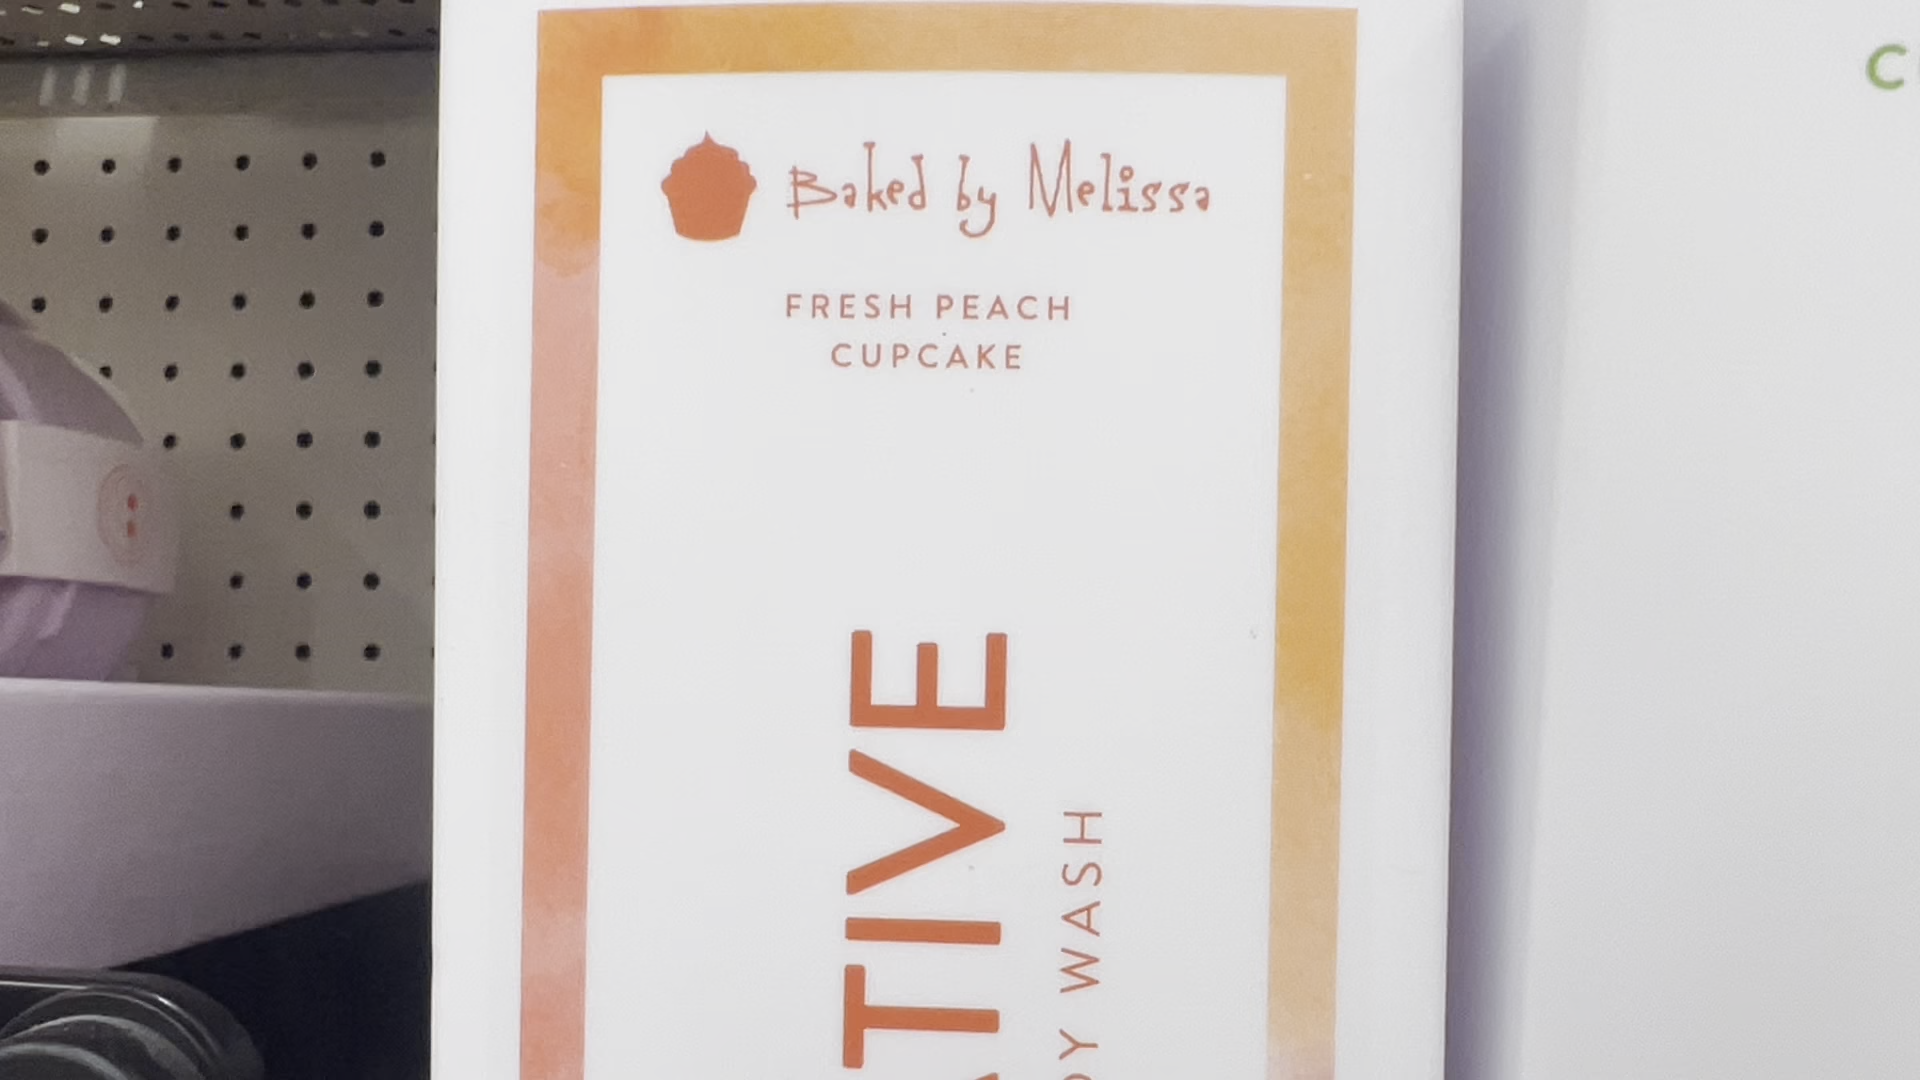 Baked by Melissa
FRESH PEACH
CUPCAKE
TIVE
WASH